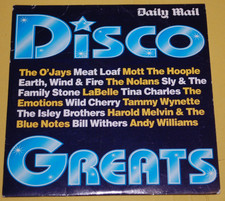 Daily Mail
Disco
The O'Jays Meat Loaf Mott The Hoople
Earth, Wind & Fire The Nolans Sly & The
Family Stone LaBelle Tina Charles The
Emotions Wild Cherry Tammy Wynette
The Isley Brothers Harold Melvin & The
Blue Notes Bill Withers Andy Williams
GREATS